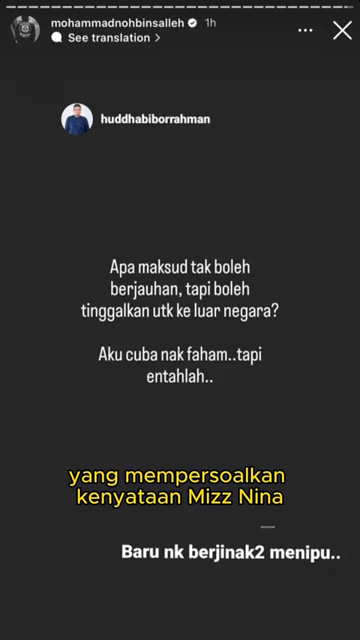 mohammadnohbinsalleh 1h
See translation >
huddhabiborrahman
Apa maksud tak boleh
berjauhan, tapi boleh
tinggalkan utk ke luar negara?
Aku cuba nak faham..tapi
entahlah..
yang mempersoalkan
kenyataan Mizz Nina
Baru nk berjinak2 menipu..